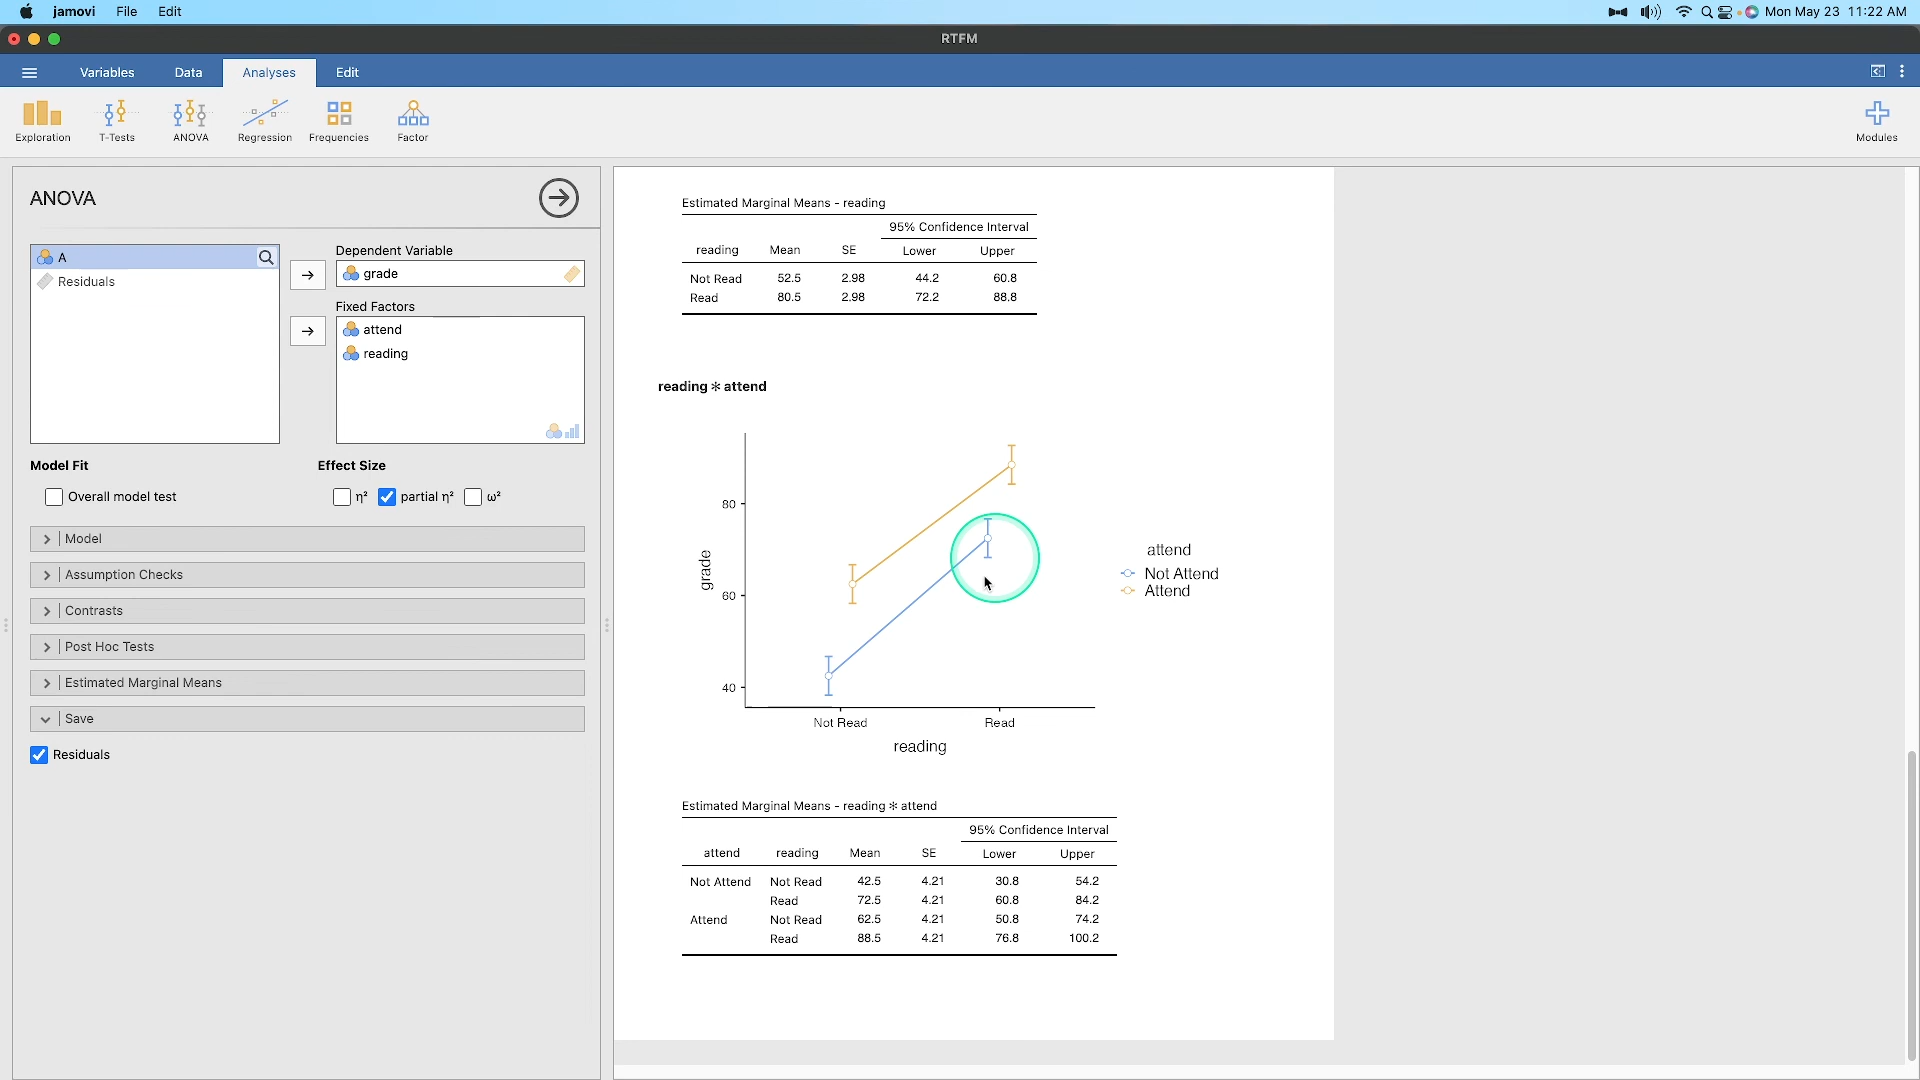 jamovi File Edit Mon May 23 11:22 AM
RTFM
Variables Data Analyses Edit
Exploration T-Tests ANOVA Regression Frequencies Factor Modules
ANOVA
A
Residuals
Dependent Variable
grade
Fixed Factors
attend
reading
Model Fit
Overall model test
Effect Size
η² partial η² ω²
Model
Assumption Checks
Contrasts
Post Hoc Tests
Estimated Marginal Means
Save
Residuals
Estimated Marginal Means - reading
95% Confidence Interval
reading Mean SE Lower Upper
Not Read 52.5 2.98 44.2 60.8
Read 80.5 2.98 72.2 88.8
reading ✻ attend
80
60
40
grade
Not Read Read
reading
attend
Not Attend
Attend
Estimated Marginal Means - reading ✻ attend
95% Confidence Interval
attend reading Mean SE Lower Upper
Not Attend Not Read 42.5 4.21 30.8 54.2
Read 72.5 4.21 60.8 84.2
Attend Not Read 62.5 4.21 50.8 74.2
Read 88.5 4.21 76.8 100.2